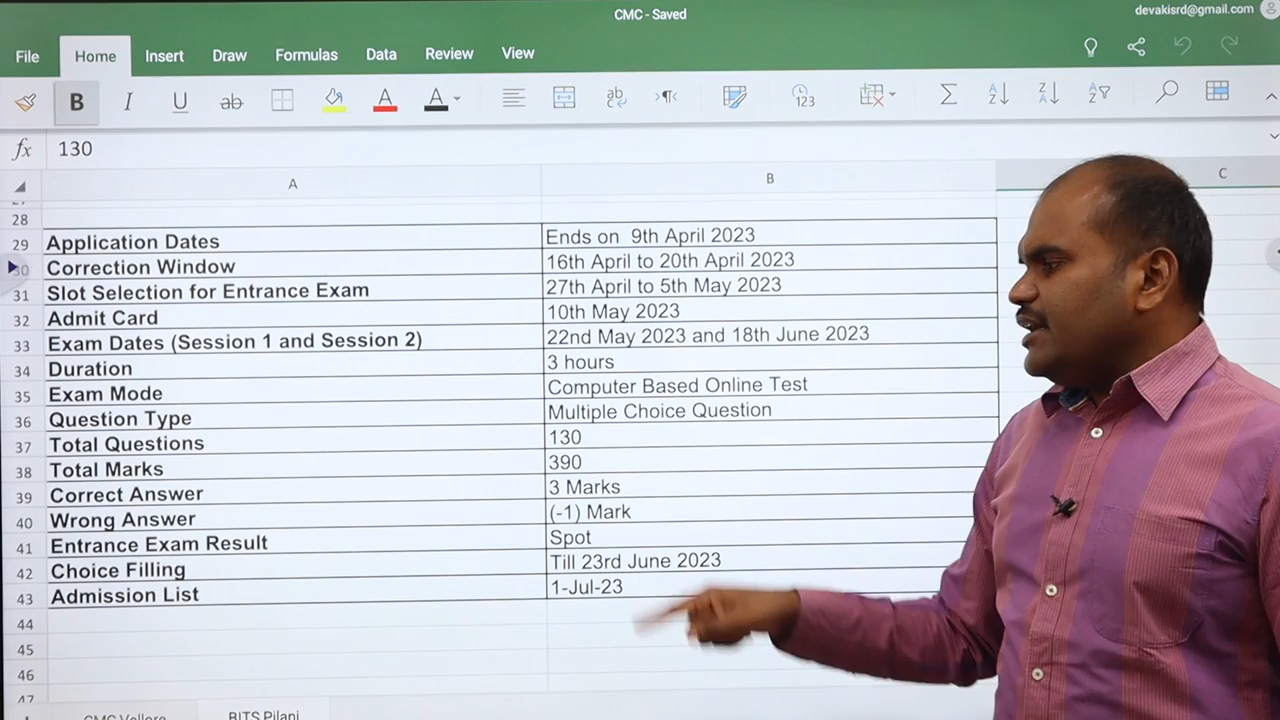 CMC - Saved
devakisrd@gmail.com
File Home Insert Draw Formulas Data Review View
B I U ab A A ab 123
fx 130
A B C
28
29 Application Dates Ends on 9th April 2023
30 Correction Window 16th April to 20th April 2023
31 Slot Selection for Entrance Exam 27th April to 5th May 2023
32 Admit Card 10th May 2023
33 Exam Dates (Session 1 and Session 2) 22nd May 2023 and 18th June 2023
34 Duration 3 hours
35 Exam Mode Computer Based Online Test
36 Question Type Multiple Choice Question
37 Total Questions 130
38 Total Marks 390
39 Correct Answer 3 Marks
40 Wrong Answer (-1) Mark
41 Entrance Exam Result Spot
42 Choice Filling Till 23rd June 2023
43 Admission List 1-Jul-23
44
45
46
47
CMC Vellore BITS Pilani